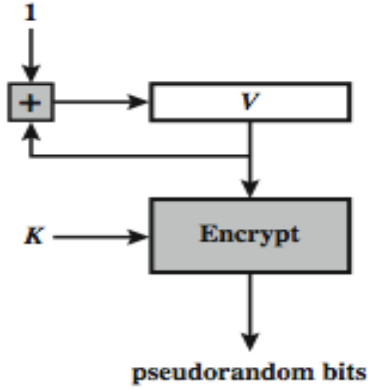 1
+
V
K
Encrypt
pseudorandom bits